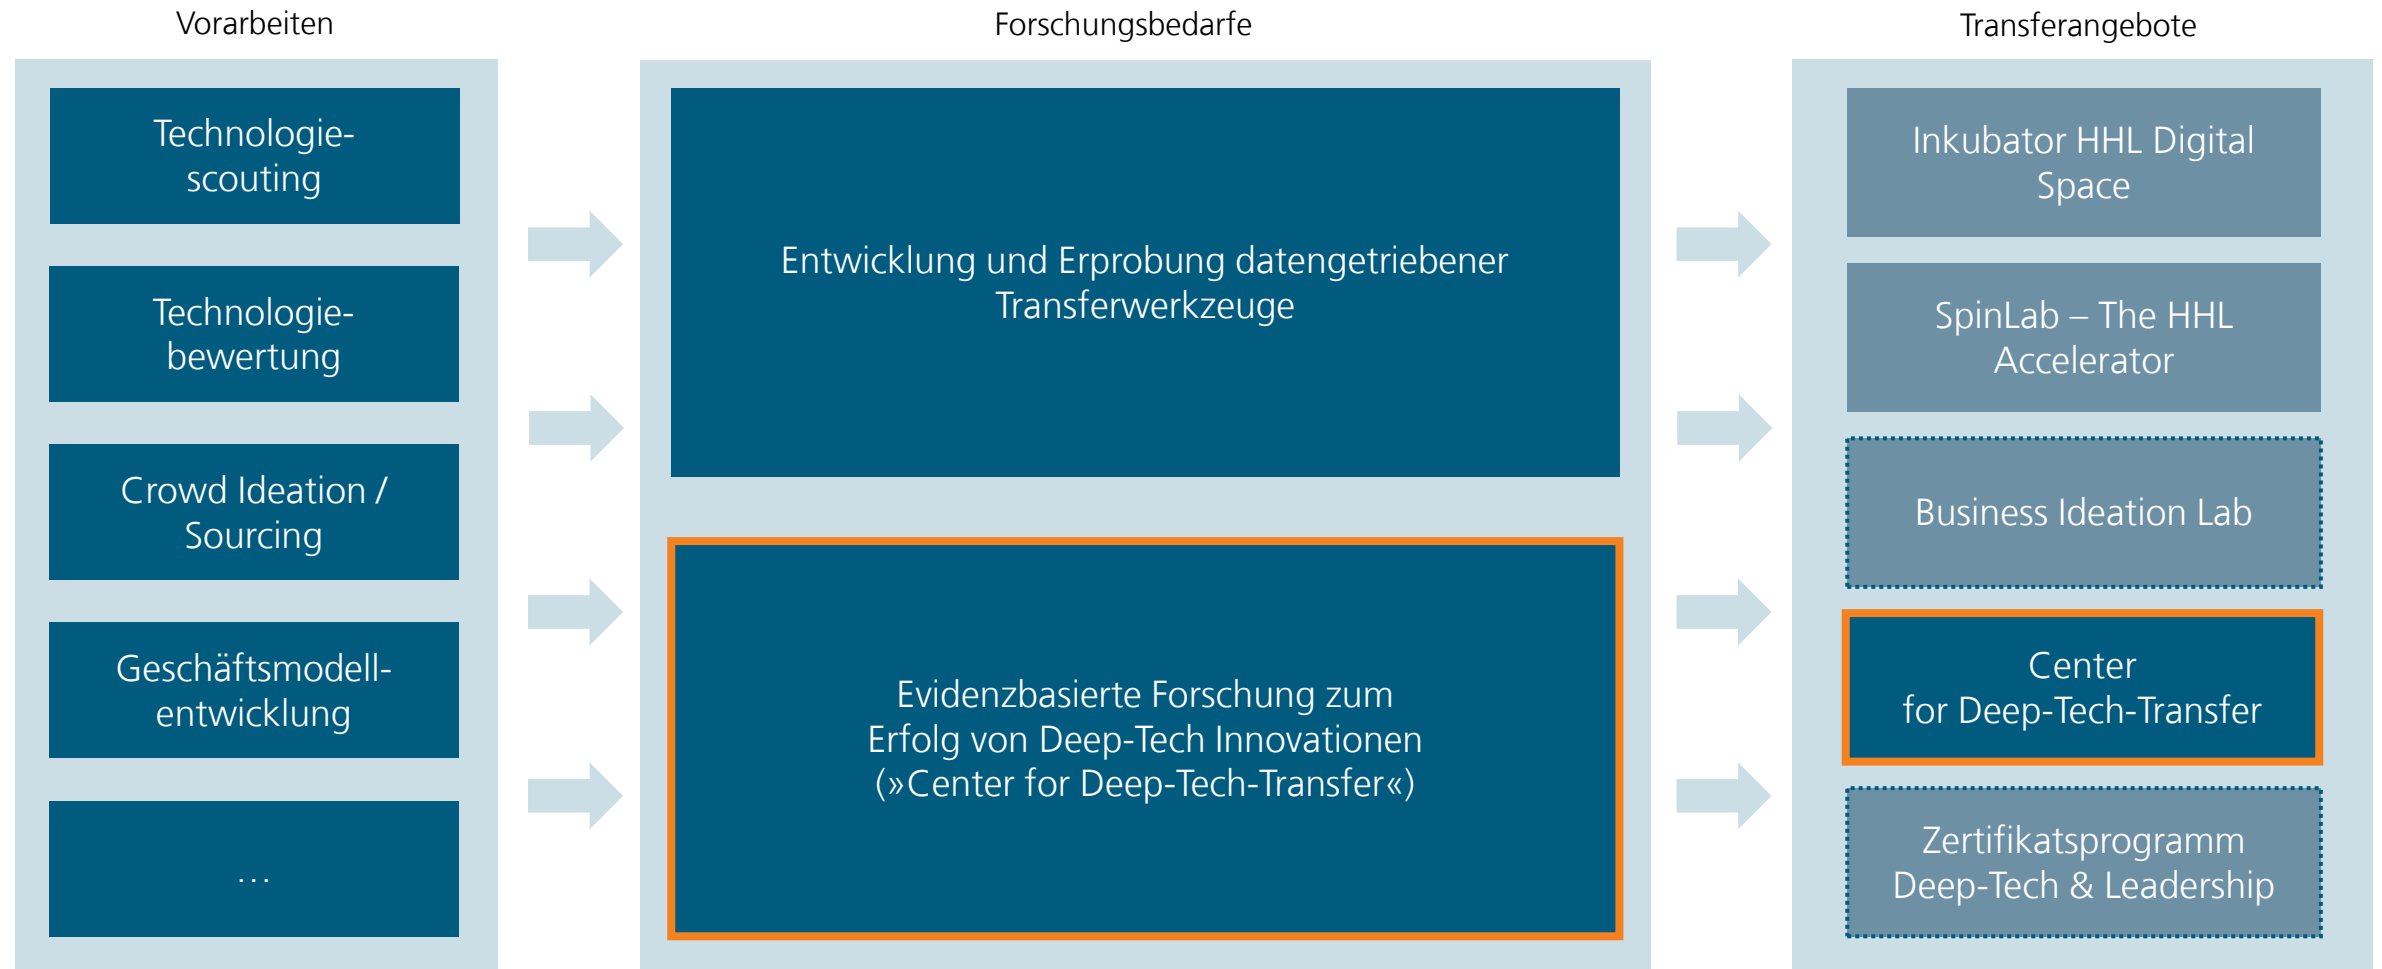 Vorarbeiten
Technologie-
scouting
Technologie-
bewertung
Crowd Ideation /
Sourcing
Geschäftsmodell-
entwicklung
...
Forschungsbedarfe
Entwicklung und Erprobung datengetriebener
Transferwerkzeuge
Evidenzbasierte Forschung zum
Erfolg von Deep-Tech Innovationen
(»Center for Deep-Tech-Transfer«)
Transferangebote
Inkubator HHL Digital
Space
SpinLab – The HHL
Accelerator
Business Ideation Lab
Center
for Deep-Tech-Transfer
Zertifikatsprogramm
Deep-Tech & Leadership